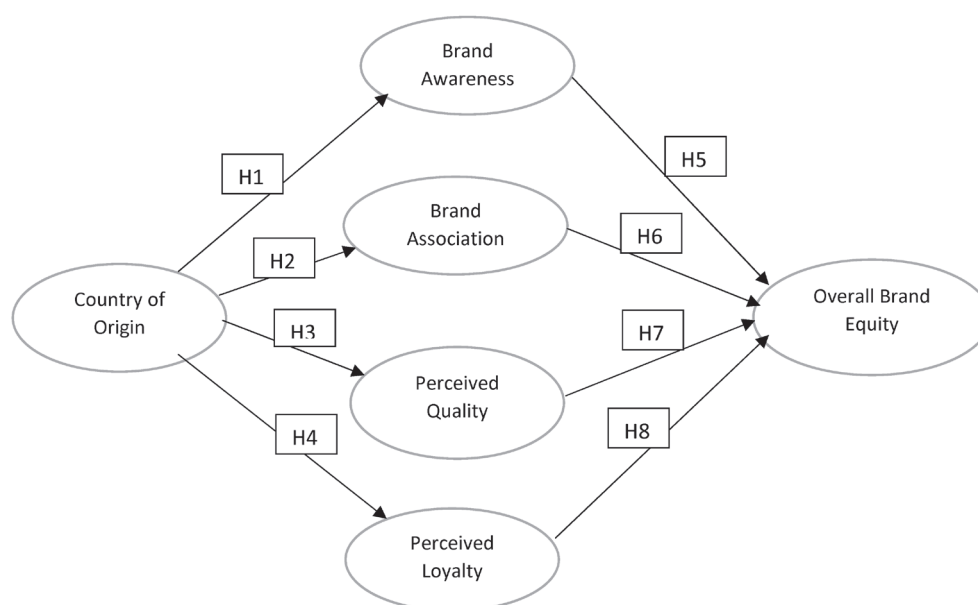 Brand
Awareness
H1
H5
Brand
Association
H2
H6
Country of
Origin
Overall Brand
Equity
H3
H7
Perceived
Quality
H4
H8
Perceived
Loyalty